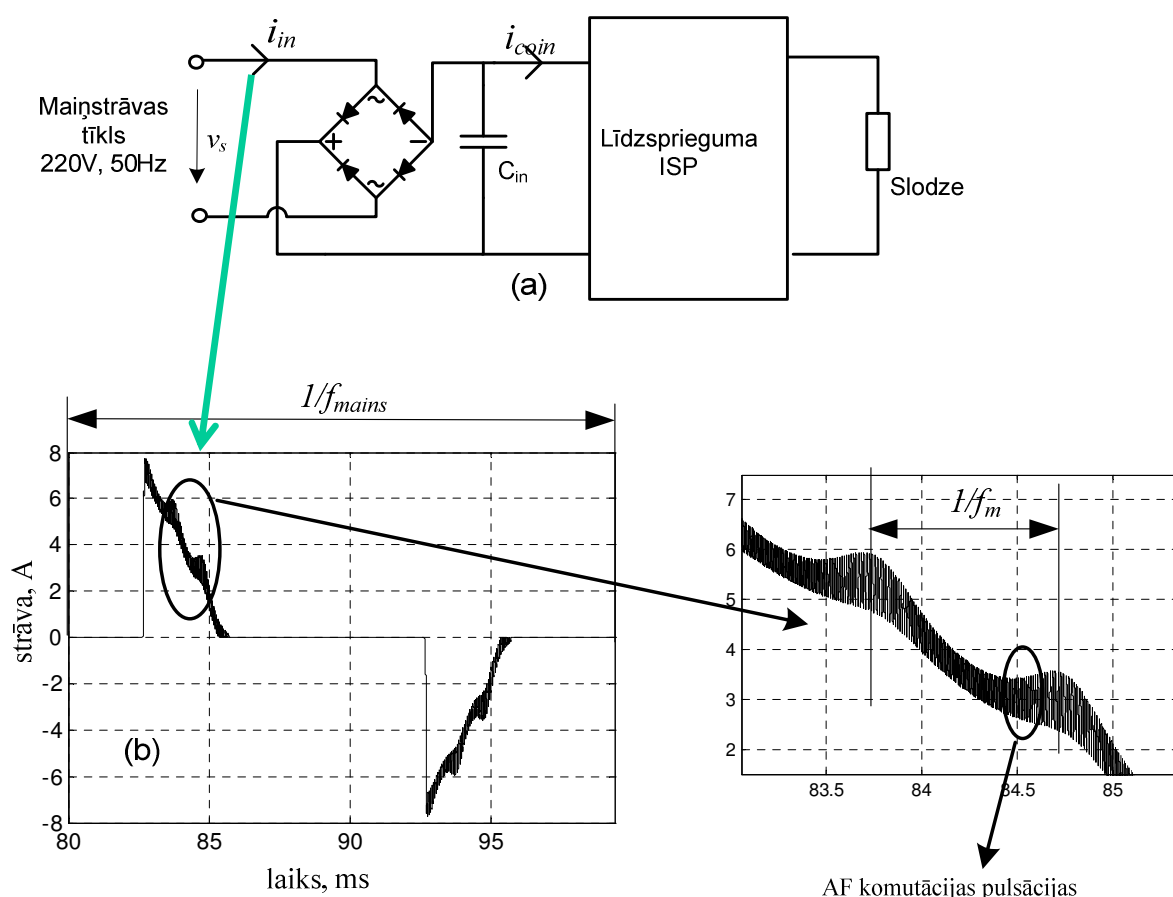 i_in
i_coin
Maiņstrāvas
tīkls
220V, 50Hz
v_s
~
+
−
~
C_in
Līdzsprieguma
ISP
Slodze
(a)
1/f_mains
8
6
4
2
0
-2
-4
-6
-8
strāva, A
(b)
80
85
90
95
laiks, ms
1/f_m
7
6
5
4
3
2
83.5
84
84.5
85
AF komutācijas pulsācijas